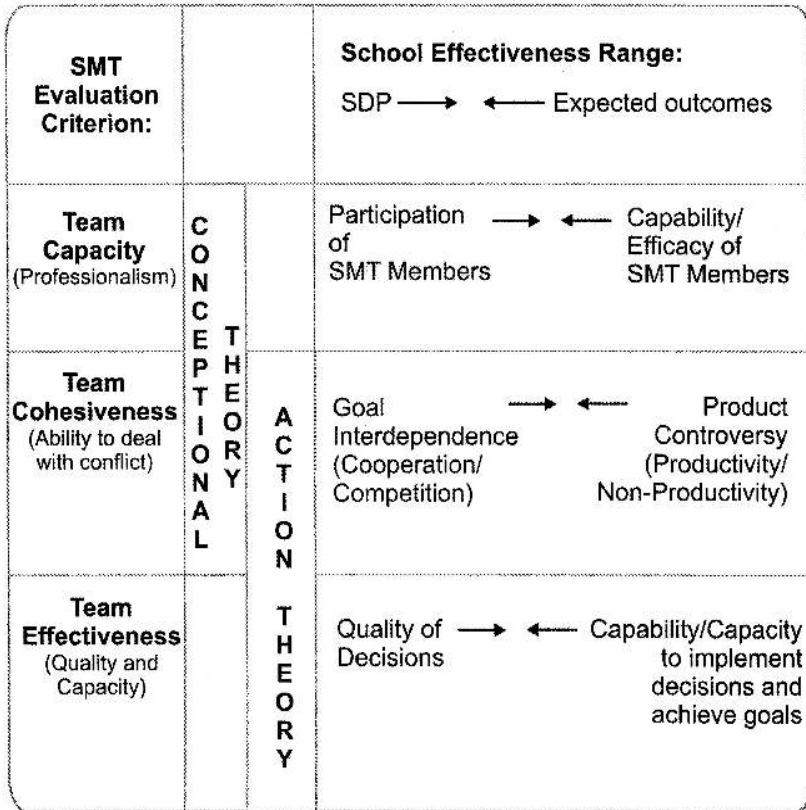 SMT
Evaluation
Criterion:
School Effectiveness Range:
SDP Expected outcomes
Team
Capacity
(Professionalism)
CONCEPTIONAL
THEORY
Participation
of
SMT Members
Capability/
Efficacy of
SMT Members
Team
Cohesiveness
(Ability to deal
with conflict)
ACTION THEORY
Goal
Interdependence
(Cooperation/
Competition)
Product
Controversy
(Productivity/
Non-Productivity)
Team
Effectiveness
(Quality and
Capacity)
Quality of
Decisions
Capability/Capacity
to implement
decisions and
achieve goals